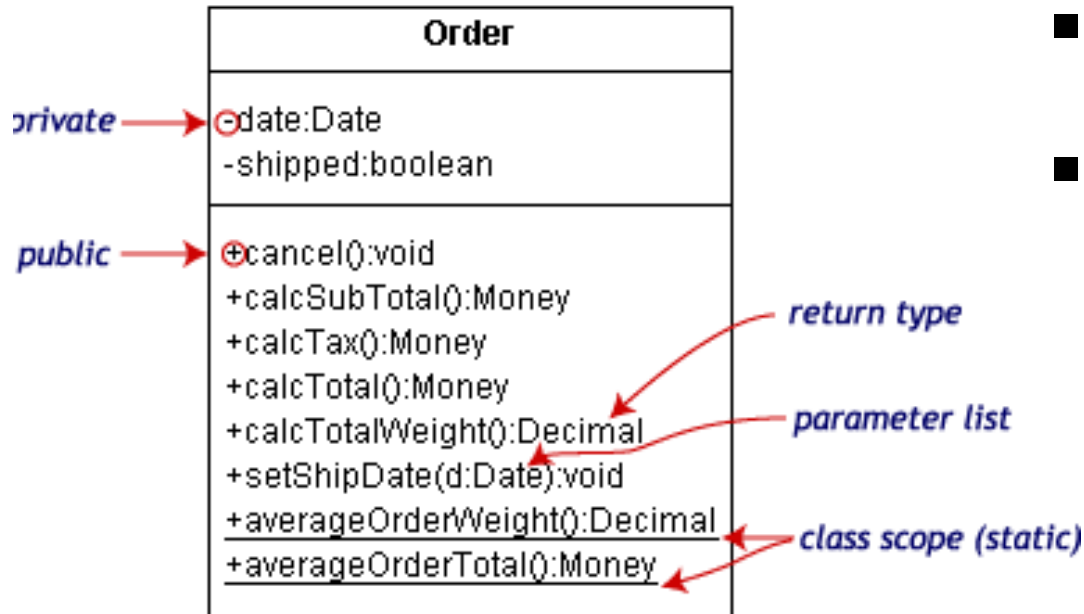 Order
private
-date:Date
-shipped:boolean
public
+cancel():void
+calcSubTotal():Money
+calcTax():Money
+calcTotal():Money
+calcTotalWeight():Decimal
+setShipDate(d:Date):void
+averageOrderWeight():Decimal
+averageOrderTotal():Money
return type
parameter list
class scope (static)